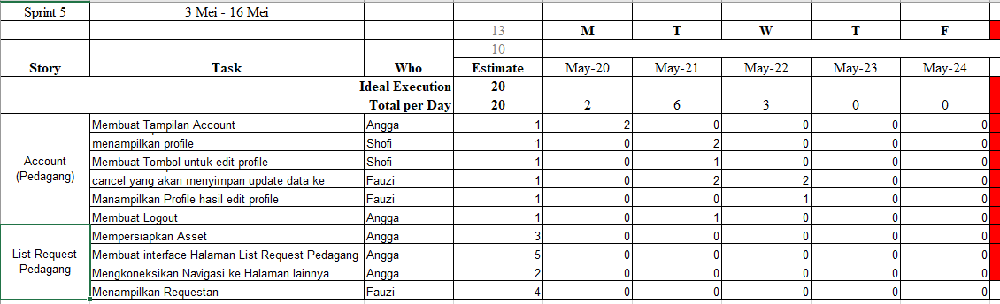 Sprint 5 3 Mei - 16 Mei
13 M T W T F
10
Story Task Who Estimate May-20 May-21 May-22 May-23 May-24
Ideal Execution 20
Total per Day 20 2 6 3 0 0
Account (Pedagang)
Membuat Tampilan Account Angga 1 2 0 0 0 0
menampilkan profile Shofi 1 0 2 0 0 0
Membuat Tombol untuk edit profile Shofi 1 0 1 0 0 0
cancel yang akan menyimpan update data ke Fauzi 1 0 2 2 0 0
Manampilkan Profile hasil edit profile Fauzi 1 0 0 1 0 0
Membuat Logout Angga 1 0 1 0 0 0
List Request Pedagang
Mempersiapkan Asset Angga 3 0 0 0 0 0
Membuat interface Halaman List Request Pedagang Angga 5 0 0 0 0 0
Mengkoneksikan Navigasi ke Halaman lainnya Angga 2 0 0 0 0 0
Menampilkan Requestan Fauzi 4 0 0 0 0 0